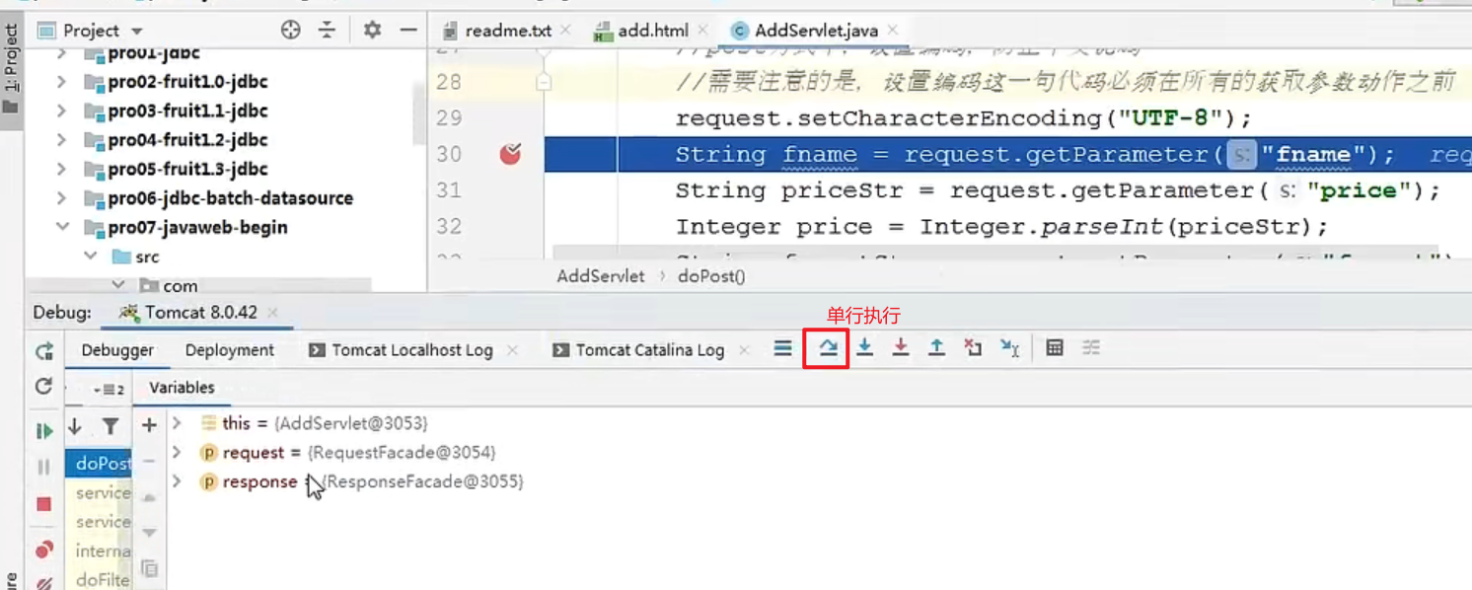 1: Project
Project
readme.txt
add.html
AddServlet.java
pro01-jdbc
pro02-fruit1.0-jdbc
pro03-fruit1.1-jdbc
pro04-fruit1.2-jdbc
pro05-fruit1.3-jdbc
pro06-jdbc-batch-datasource
pro07-javaweb-begin
src
com
28 //需要注意的是，设置编码这一句代码必须在所有的获取参数动作之前
29 request.setCharacterEncoding("UTF-8");
30 String fname = request.getParameter( s: "fname"); req
31 String priceStr = request.getParameter( s: "price");
32 Integer price = Integer.parseInt(priceStr);
AddServlet › doPost()
Debug: Tomcat 8.0.42
单行执行
Debugger Deployment Tomcat Localhost Log Tomcat Catalina Log
2 Variables
this = {AddServlet@3053}
request = {RequestFacade@3054}
response {ResponseFacade@3055}
doPost
service
service
interna
doFilte